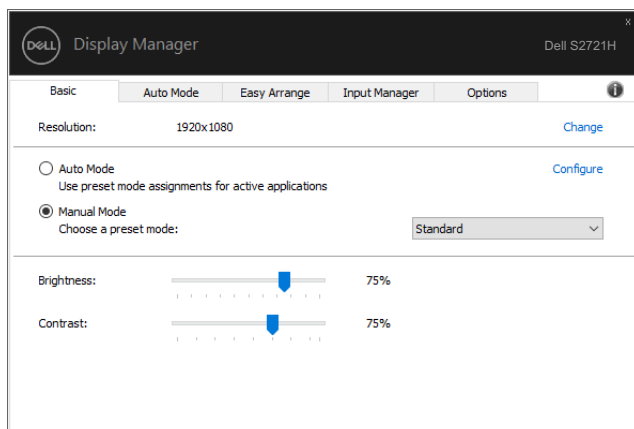 x
DELL Display Manager Dell S2721H
Basic Auto Mode Easy Arrange Input Manager Options i
Resolution: 1920x1080 Change
Auto Mode Configure
Use preset mode assignments for active applications
Manual Mode
Choose a preset mode: Standard
Brightness: 75%
Contrast: 75%